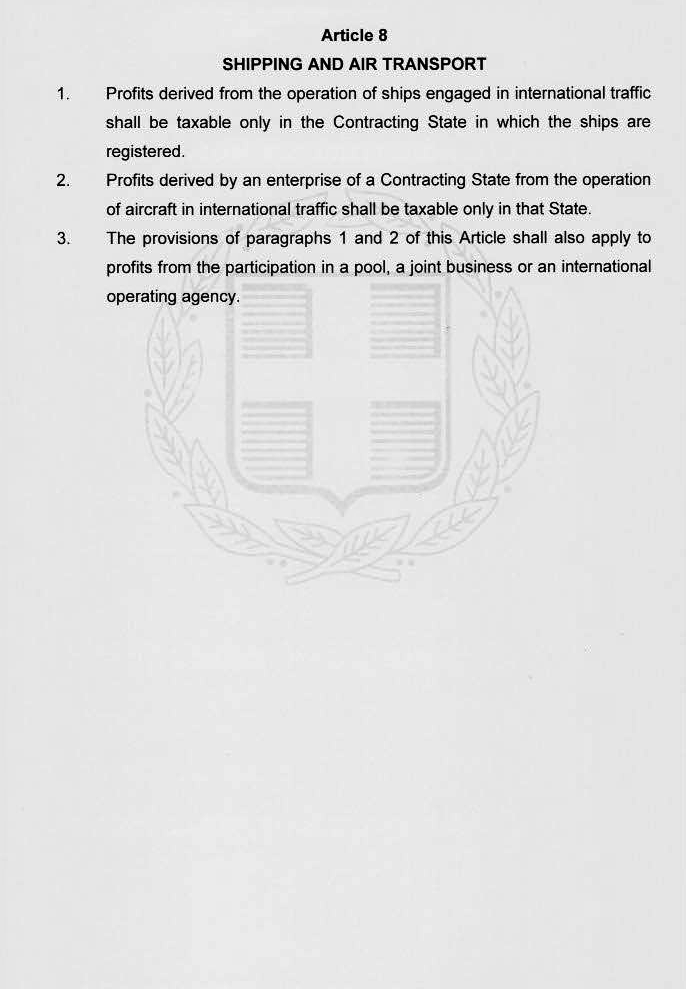 Article 8
SHIPPING AND AIR TRANSPORT
1. Profits derived from the operation of ships engaged in international traffic
shall be taxable only in the Contracting State in which the ships are
registered.
2. Profits derived by an enterprise of a Contracting State from the operation
of aircraft in international traffic shall be taxable only in that State.
3. The provisions of paragraphs 1 and 2 of this Article shall also apply to
profits from the participation in a pool, a joint business or an international
operating agency.